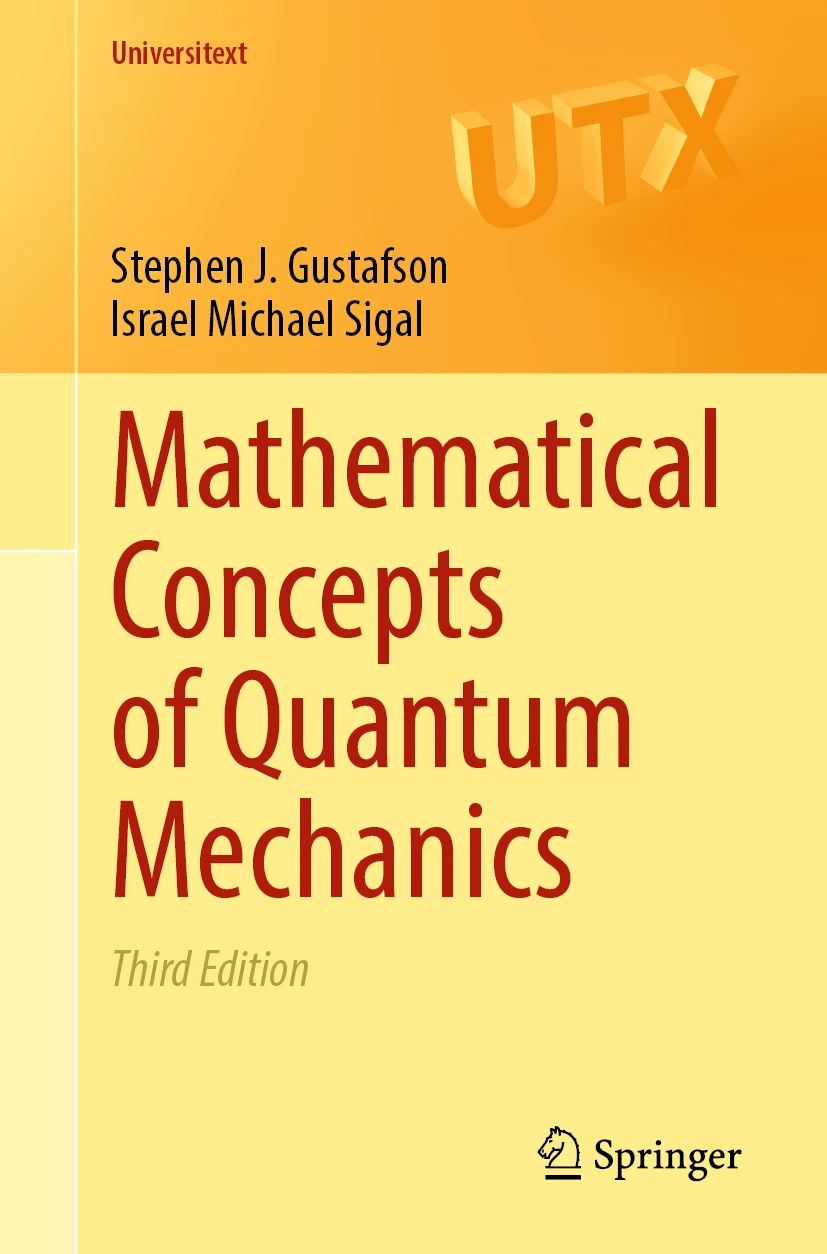 Universitext
UTX
Stephen J. Gustafson
Israel Michael Sigal
Mathematical
Concepts
of Quantum
Mechanics
Third Edition
Springer